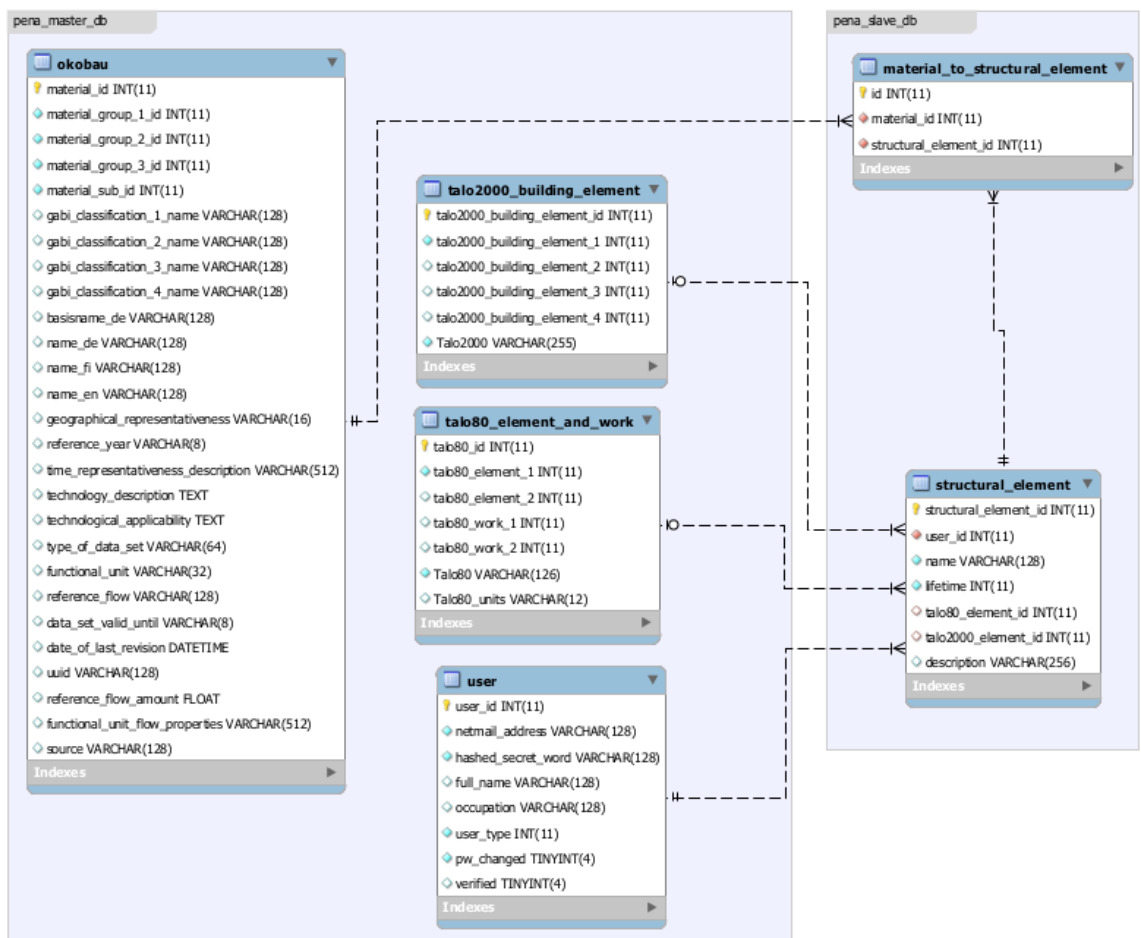 pena_master_db
okobau
material_id INT(11)
material_group_1_id INT(11)
material_group_2_id INT(11)
material_group_3_id INT(11)
material_sub_id INT(11)
gabi_classification_1_name VARCHAR(128)
gabi_classification_2_name VARCHAR(128)
gabi_classification_3_name VARCHAR(128)
gabi_classification_4_name VARCHAR(128)
basisname_de VARCHAR(128)
name_de VARCHAR(128)
name_fi VARCHAR(128)
name_en VARCHAR(128)
geographical_representativeness VARCHAR(16)
reference_year VARCHAR(8)
time_representativeness_description VARCHAR(512)
technology_description TEXT
technological_applicability TEXT
type_of_data_set VARCHAR(64)
functional_unit VARCHAR(32)
reference_flow VARCHAR(128)
data_set_valid_until VARCHAR(8)
date_of_last_revision DATETIME
uuid VARCHAR(128)
reference_flow_amount FLOAT
functional_unit_flow_properties VARCHAR(512)
source VARCHAR(128)
Indexes
talo2000_building_element
talo2000_building_element_id INT(11)
talo2000_building_element_1 INT(11)
talo2000_building_element_2 INT(11)
talo2000_building_element_3 INT(11)
talo2000_building_element_4 INT(11)
Talo2000 VARCHAR(255)
Indexes
talo80_element_and_work
talo80_id INT(11)
talo80_element_1 INT(11)
talo80_element_2 INT(11)
talo80_work_1 INT(11)
talo80_work_2 INT(11)
Talo80 VARCHAR(126)
Talo80_units VARCHAR(12)
Indexes
user
user_id INT(11)
netmail_address VARCHAR(128)
hashed_secret_word VARCHAR(128)
full_name VARCHAR(128)
occupation VARCHAR(128)
user_type INT(11)
pw_changed TINYINT(4)
verified TINYINT(4)
Indexes
pena_slave_db
material_to_structural_element
id INT(11)
material_id INT(11)
structural_element_id INT(11)
Indexes
structural_element
structural_element_id INT(11)
user_id INT(11)
name VARCHAR(128)
lifetime INT(11)
talo80_element_id INT(11)
talo2000_element_id INT(11)
description VARCHAR(256)
Indexes